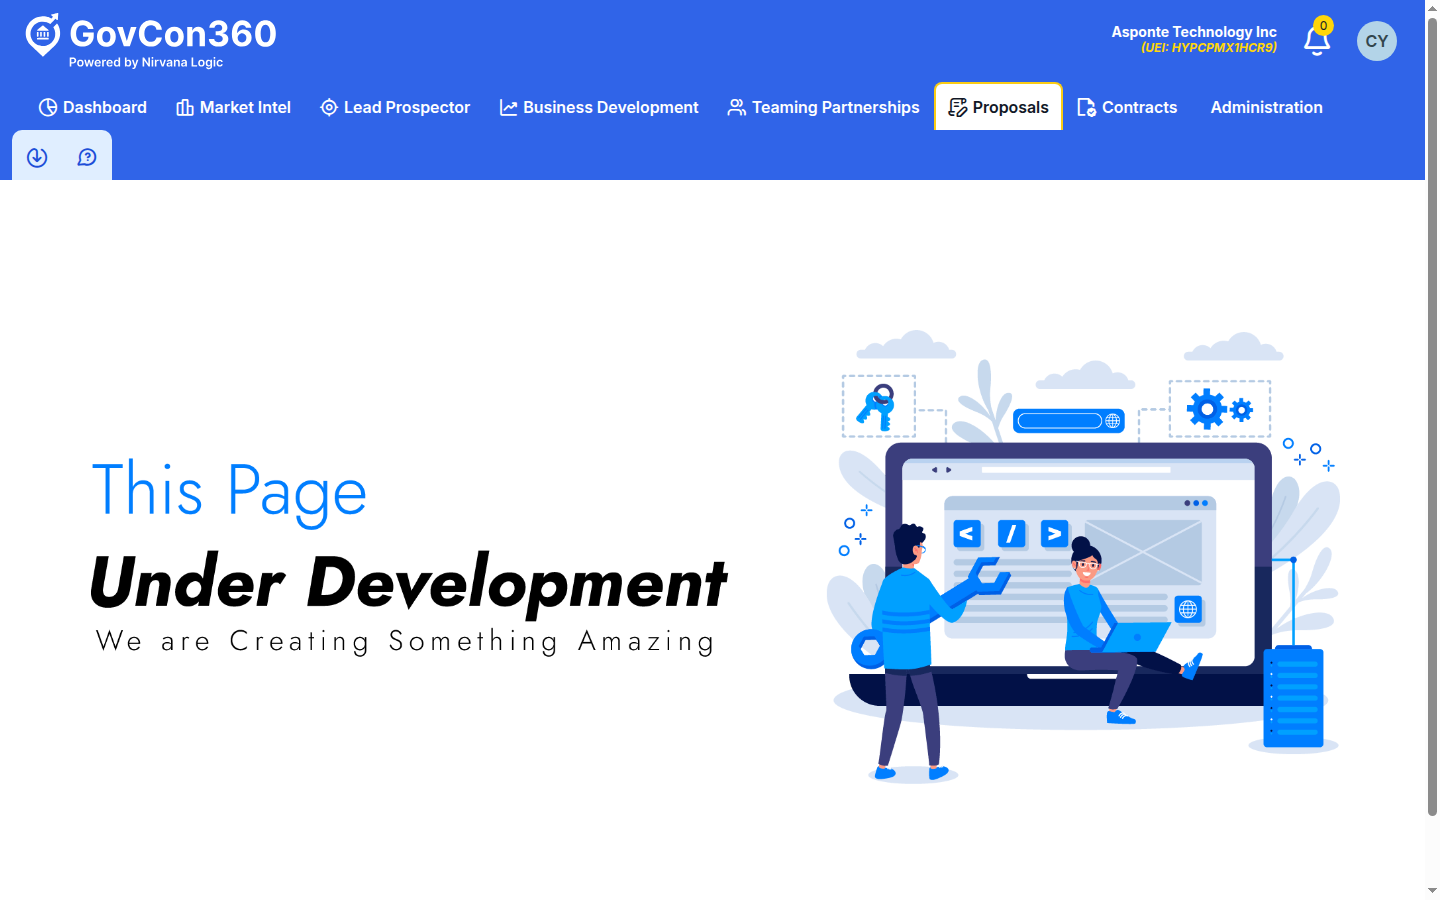 GovCon360
Powered by Nirvana Logic
Asponte Technology Inc
(UEI: HYPCPMX1HCR9)
0
CY
Dashboard
Market Intel
Lead Prospector
Business Development
Teaming Partnerships
Proposals
Contracts
Administration
This Page
Under Development
We are Creating Something Amazing
< / >